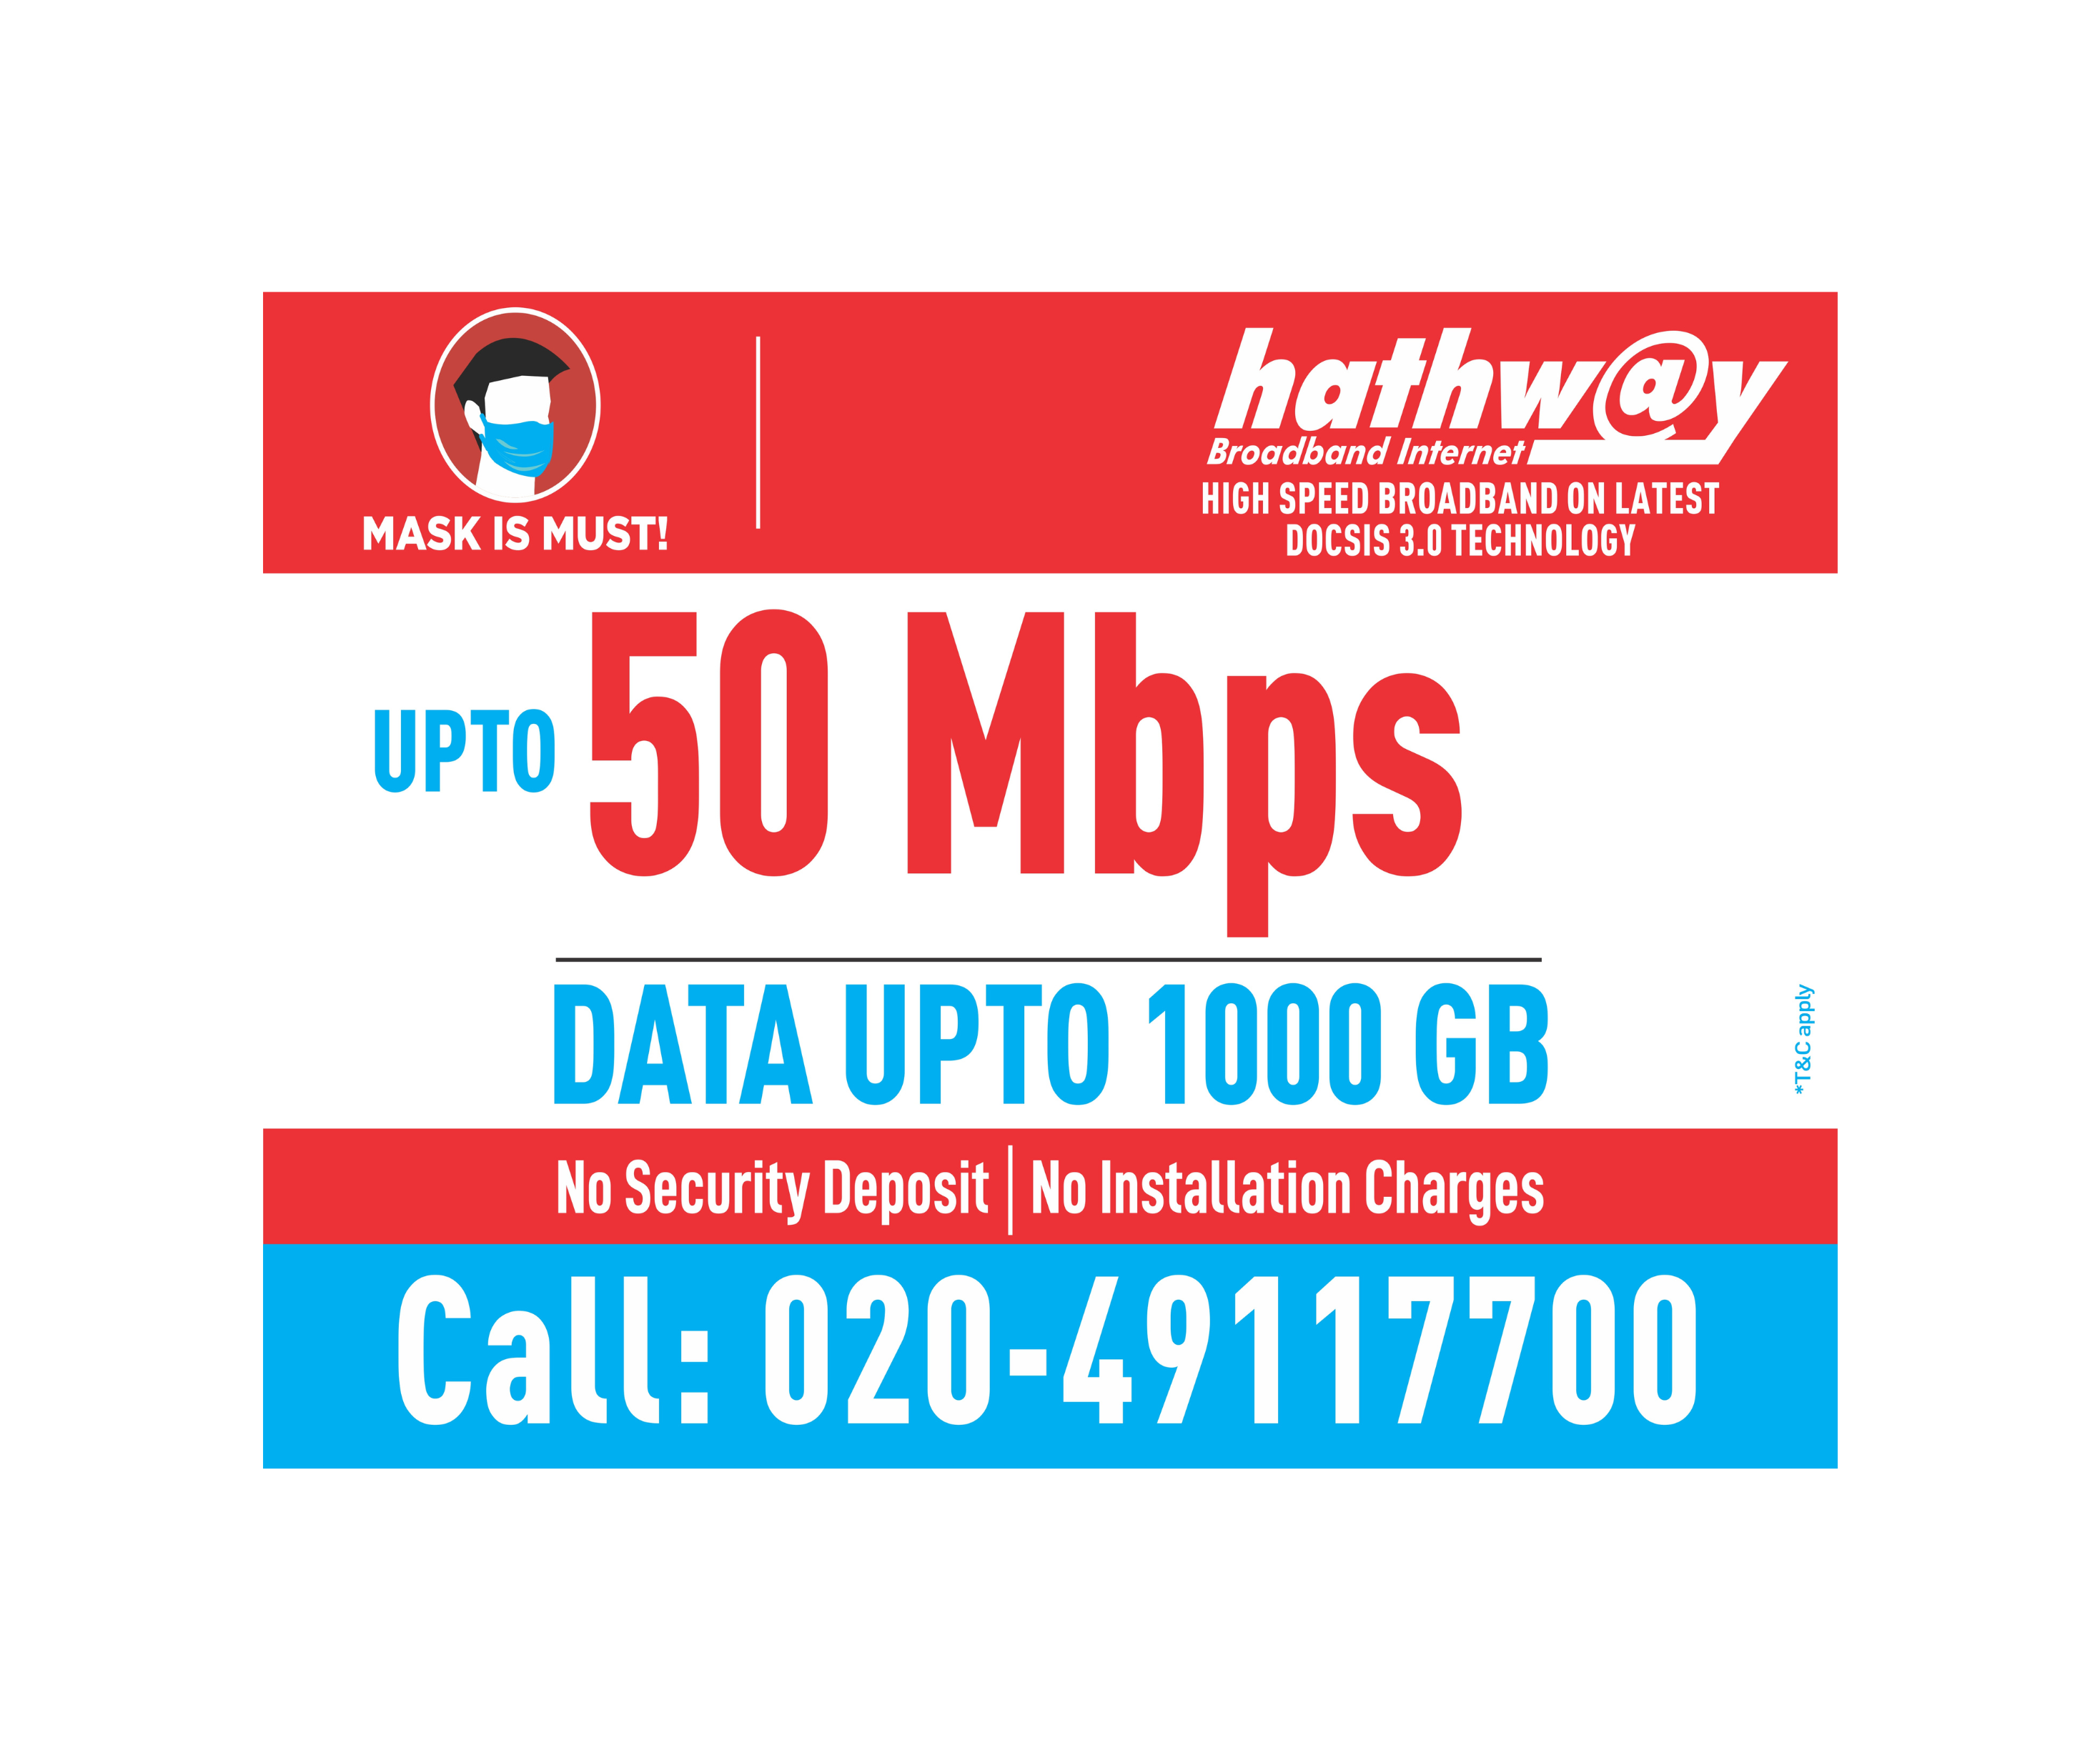 MASK IS MUST!
hathw@y
Broadband Internet
HIGH SPEED BROADBAND ON LATEST
DOCSIS 3.0 TECHNOLOGY
UPTO 50 Mbps
DATA UPTO 1000 GB
*T&C apply
No Security Deposit | No Installation Charges
Call: 020-49117700